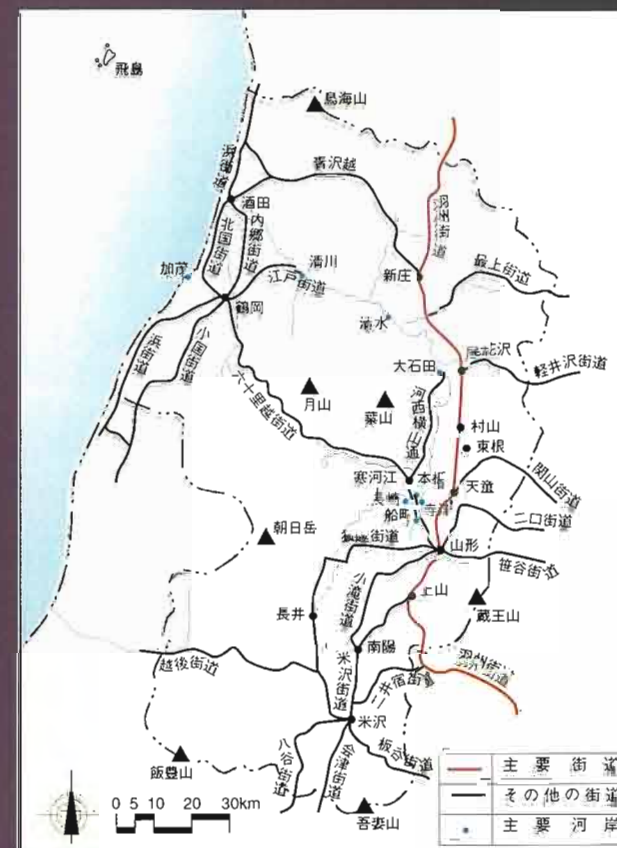 飛島
鳥海山
浜街道
青沢越
酒田
羽州街道
北国街道
内郷街道
清川
加茂
江戸街道
新庄
最上街道
鶴岡
清水
浜街道
小国街道
大石田
尾花沢
軽井沢街道
月山
葉山
六十里越街道
河西横山通
村山
東根
寒河江
本楯
天童
関山街道
長崎
寺津
船町
二口街道
朝日岳
街道
山形
笹谷街道
小滝街道
上山
蔵王山
長井
南陽
米沢街道
二井宿街道
羽州街
越後街道
米沢
板谷街道
八谷街道
会津街道
飯豊山
吾妻山
0 5 10 20 30km
主要街道
その他の街道
主要河岸